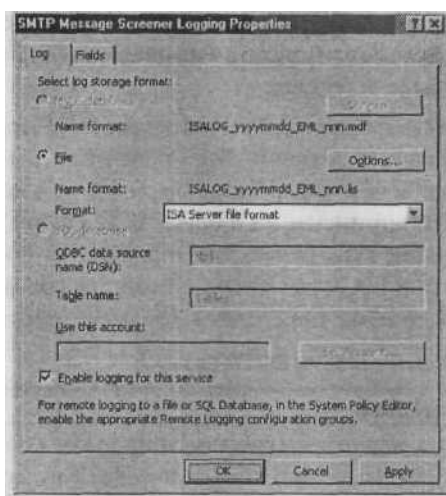 SMTP Message Screener Logging Properties
Log Fields
Select log storage format:
Name format: ISALOG_yyyymmdd_EML_nnn.mdf
File
Options...
Name format: ISALOG_yyyymmdd_EML_nnn.iis
Format: ISA Server file format
ODBC data source
name (DSN):
Table name:
Use this account:
Enable logging for this service
For remote logging to a file or SQL Database, in the System Policy Editor,
enable the appropriate Remote Logging configuration groups.
OK Cancel Apply